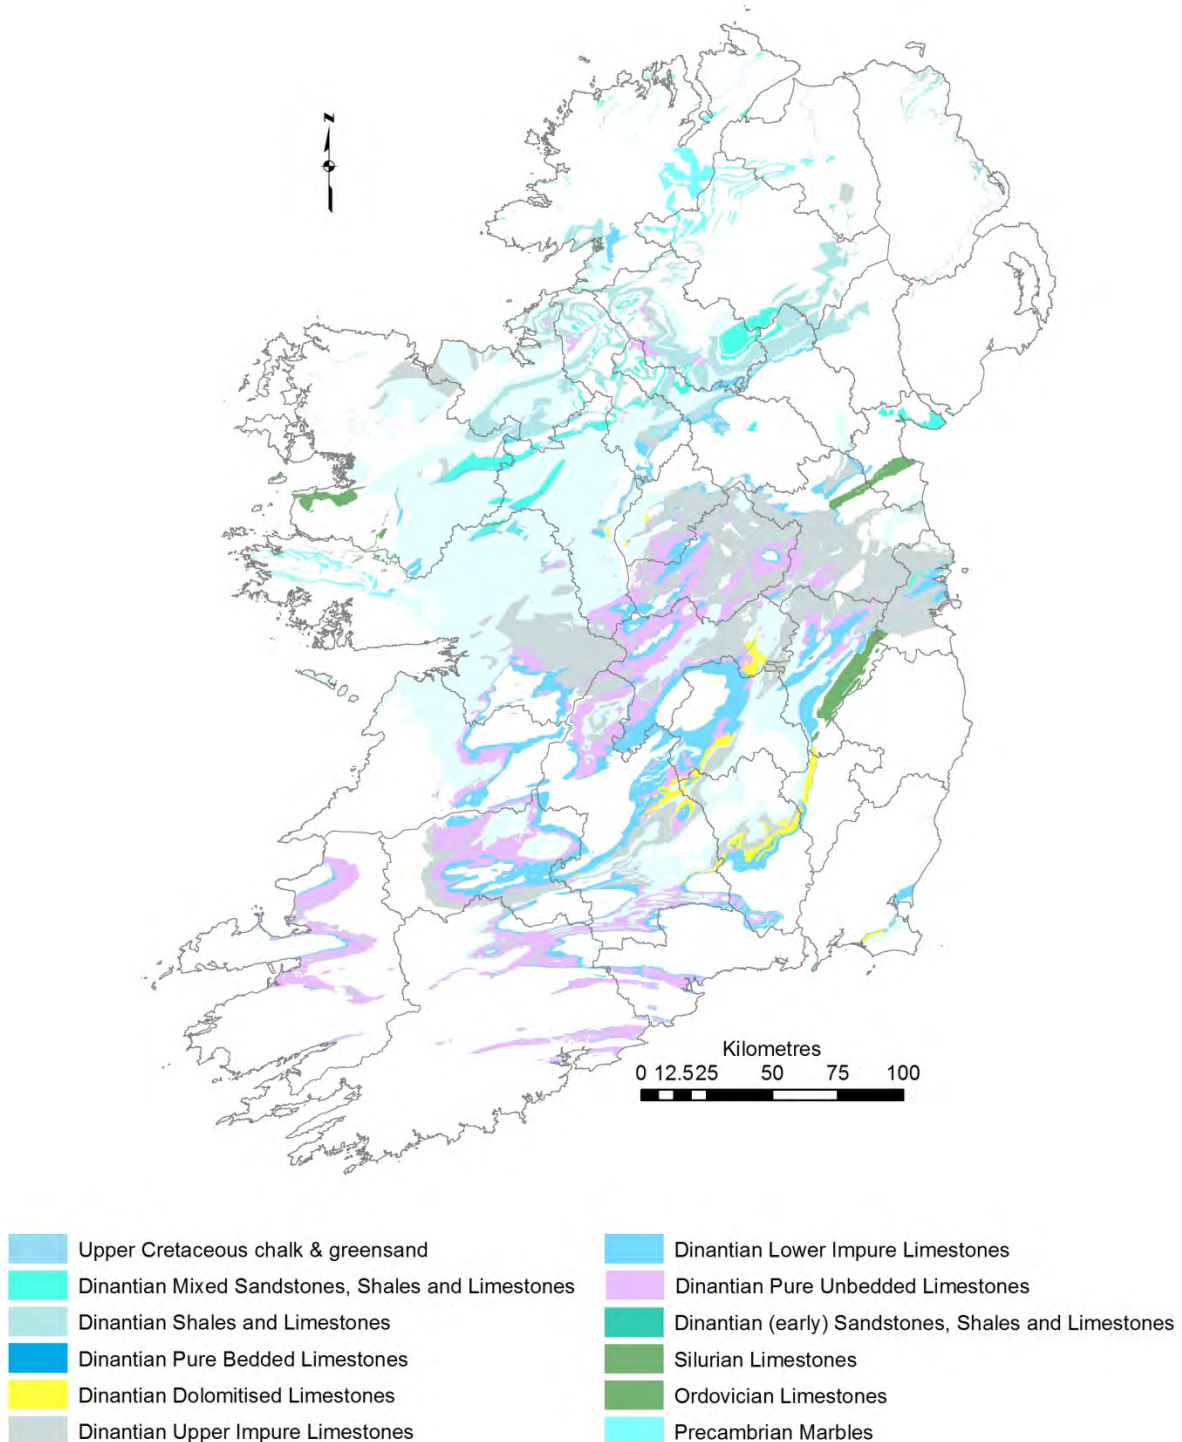 N
Kilometres
0 12.5 25 50 75 100
Upper Cretaceous chalk & greensand
Dinantian Mixed Sandstones, Shales and Limestones
Dinantian Shales and Limestones
Dinantian Pure Bedded Limestones
Dinantian Dolomitised Limestones
Dinantian Upper Impure Limestones
Dinantian Lower Impure Limestones
Dinantian Pure Unbedded Limestones
Dinantian (early) Sandstones, Shales and Limestones
Silurian Limestones
Ordovician Limestones
Precambrian Marbles